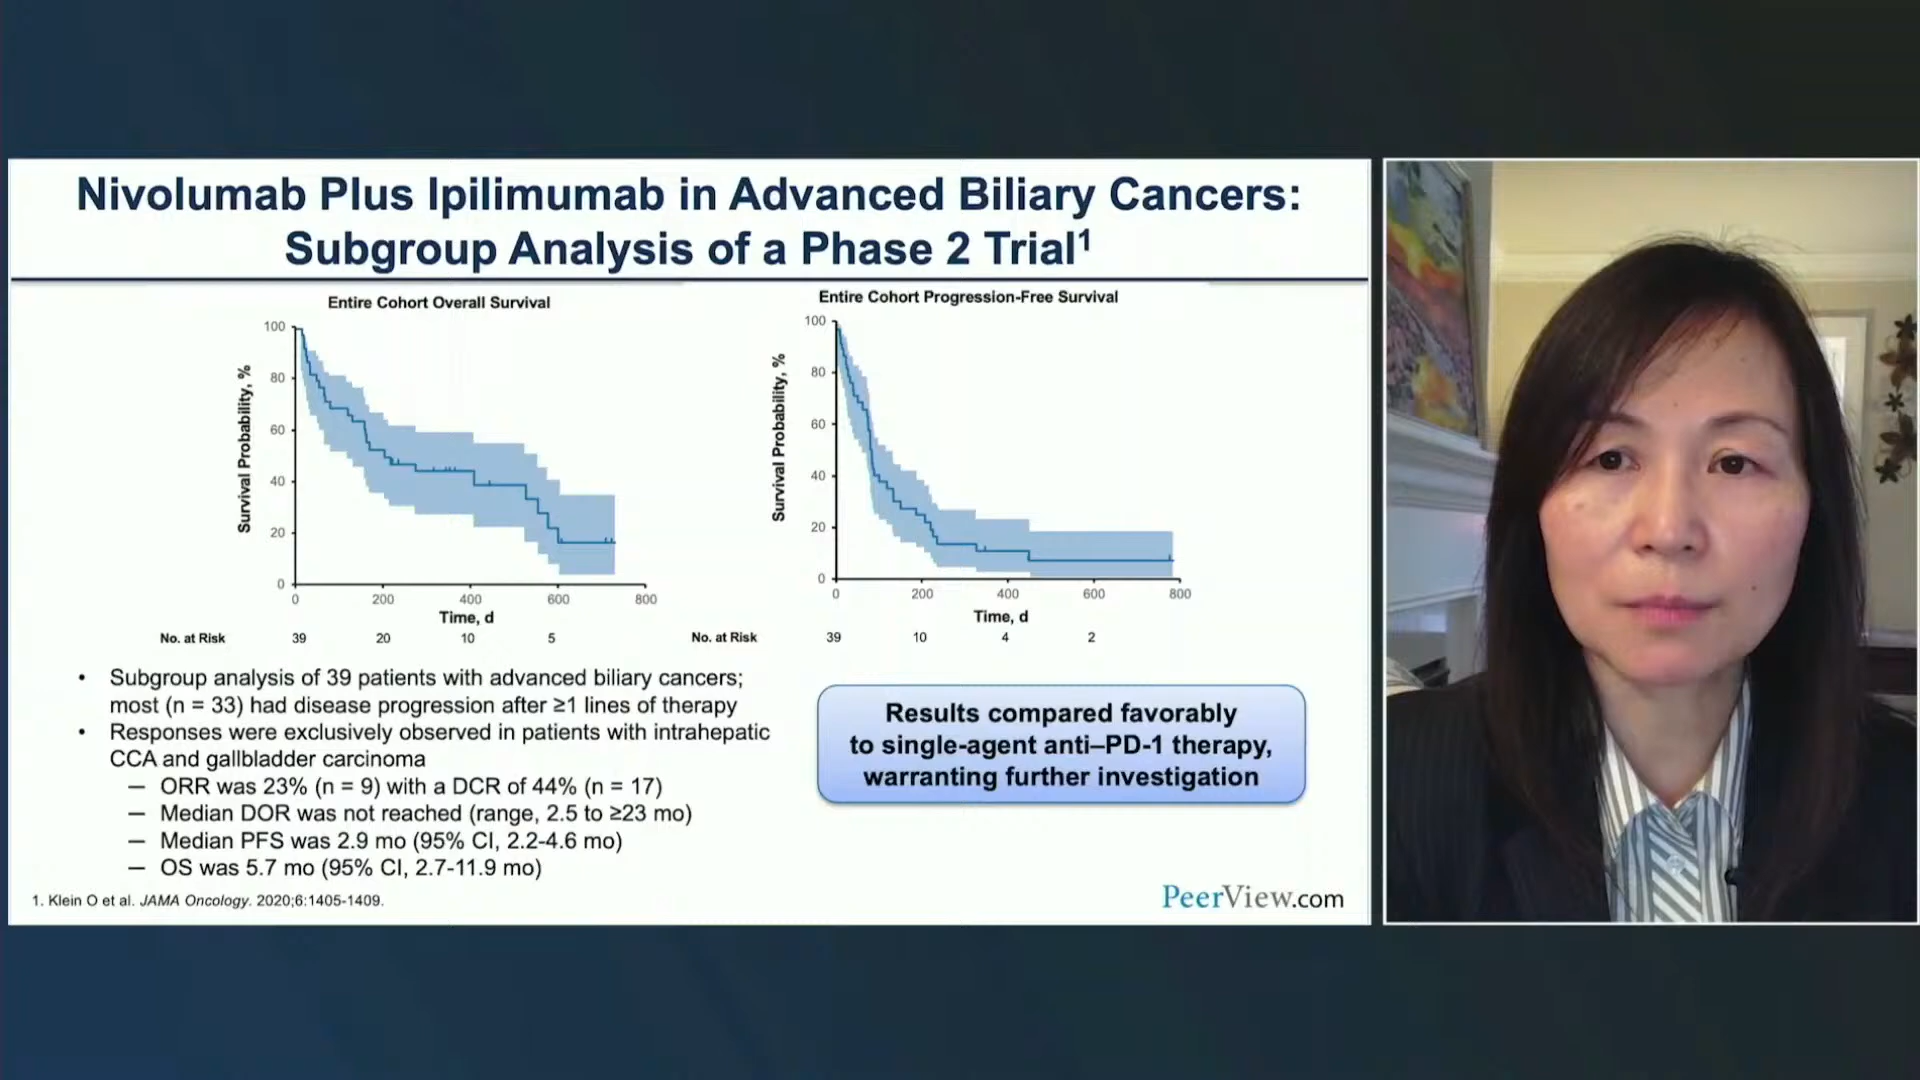 Nivolumab Plus Ipilimumab in Advanced Biliary Cancers:
Subgroup Analysis of a Phase 2 Trial¹
Entire Cohort Overall Survival
Survival Probability, %
100
80
60
40
20
0
0 200 400 600 800
Time, d
No. at Risk 39 20 10 5
Entire Cohort Progression-Free Survival
Survival Probability, %
100
80
60
40
20
0
0 200 400 600 800
Time, d
No. at Risk 39 10 4 2
• Subgroup analysis of 39 patients with advanced biliary cancers;
most (n = 33) had disease progression after ≥1 lines of therapy
• Responses were exclusively observed in patients with intrahepatic
CCA and gallbladder carcinoma
– ORR was 23% (n = 9) with a DCR of 44% (n = 17)
– Median DOR was not reached (range, 2.5 to ≥23 mo)
– Median PFS was 2.9 mo (95% CI, 2.2-4.6 mo)
– OS was 5.7 mo (95% CI, 2.7-11.9 mo)
Results compared favorably
to single-agent anti–PD-1 therapy,
warranting further investigation
1. Klein O et al. JAMA Oncology. 2020;6:1405-1409.
PeerView.com